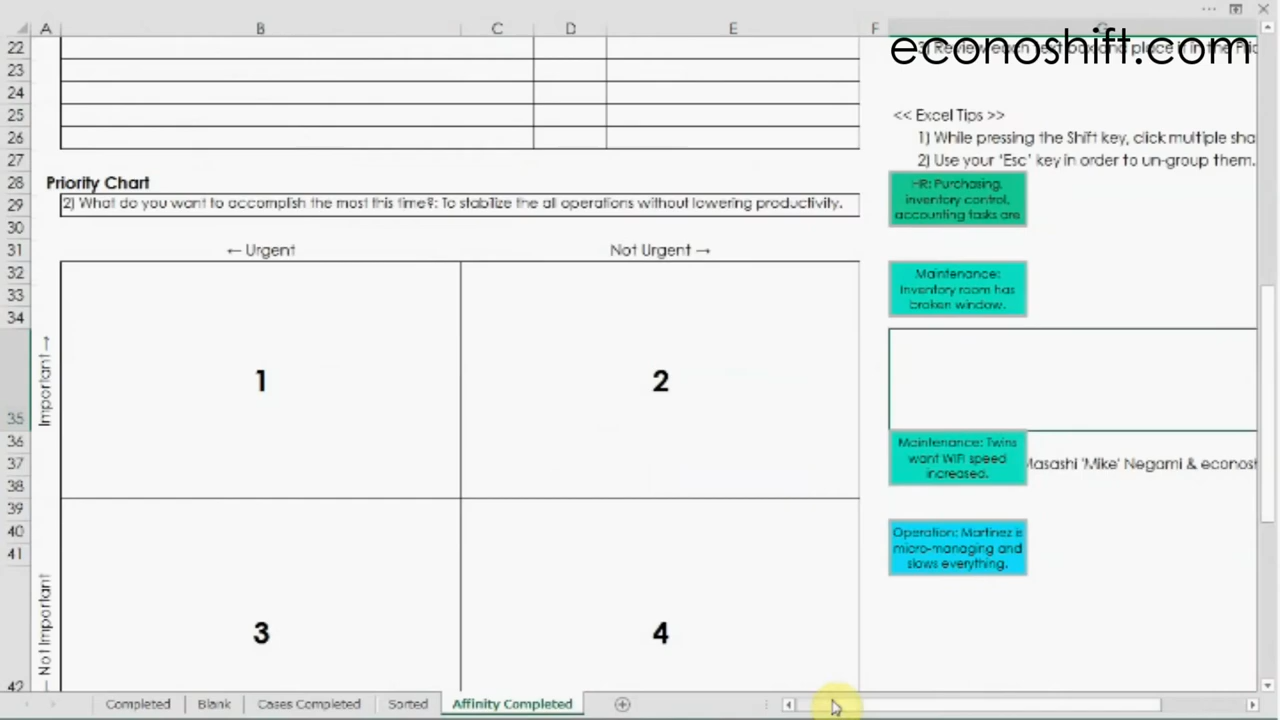 A B C D E F G
econoshift.com
22
23
24
25
26
27
28
29
30
31
32
33
34
35
36
37
38
39
40
41
42
<< Excel Tips >>
1) While pressing the Shift key, click multiple sha
2) Use your 'Esc' key in order to un-group them.
Priority Chart
2) What do you want to accomplish the most this time?: To stabilize the all operations without lowering productivity.
← Urgent
Not Urgent →
Important →
← Not Important
1
2
3
4
HR: Purchasing,
inventory control,
accounting tasks are
Maintenance:
Inventory room has
broken window.
Maintenance: Twins
want WiFi speed
increased.
Masashi 'Mike' Negami & econosh
Operation: Martinez is
micro-managing and
slows everything.
Completed
Blank
Cases Completed
Sorted
Affinity Completed